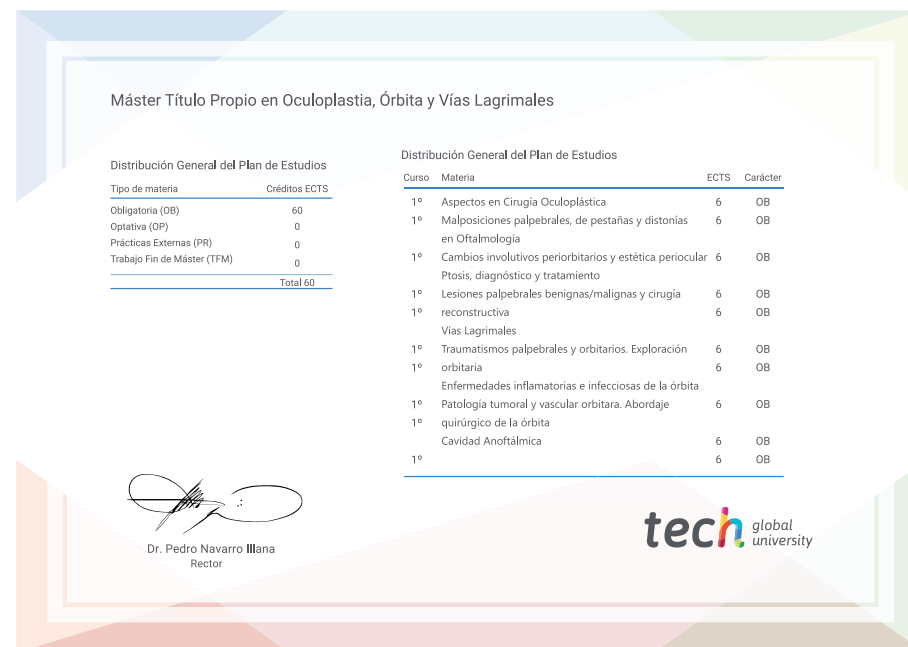 Máster Título Propio en Oculoplastia, Órbita y Vías Lagrimales
Distribución General del Plan de Estudios
Tipo de materia Créditos ECTS
Obligatoria (OB) 60
Optativa (OP) 0
Prácticas Externas (PR) 0
Trabajo Fin de Máster (TFM) 0
Total 60
Distribución General del Plan de Estudios
Curso Materia ECTS Carácter
1º Aspectos en Cirugía Oculoplástica 6 OB
1º Malposiciones palpebrales, de pestañas y distonías 6 OB
en Oftalmología
1º Cambios involutivos periorbitarios y estética periocular 6 OB
Ptosis, diagnóstico y tratamiento
1º Lesiones palpebrales benignas/malignas y cirugía 6 OB
1º reconstructiva 6 OB
Vías Lagrimales
1º Traumatismos palpebrales y orbitarios. Exploración 6 OB
1º orbitaria 6 OB
Enfermedades inflamatorias e infecciosas de la órbita
1º Patología tumoral y vascular orbitara. Abordaje 6 OB
1º quirúrgico de la órbita
Cavidad Anoftálmica 6 OB
1º 6 OB
Dr. Pedro Navarro Illana
Rector
tech global
university